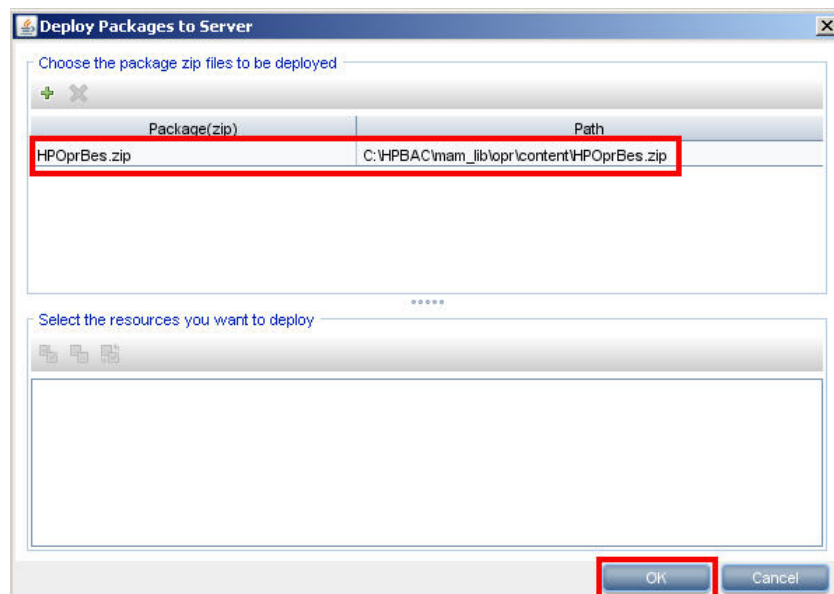 Deploy Packages to Server
Choose the package zip files to be deployed
Package(zip) Path
HPOprBes.zip C:\HPBAC\mam_lib\opr\content\HPOprBes.zip
Select the resources you want to deploy
OK Cancel